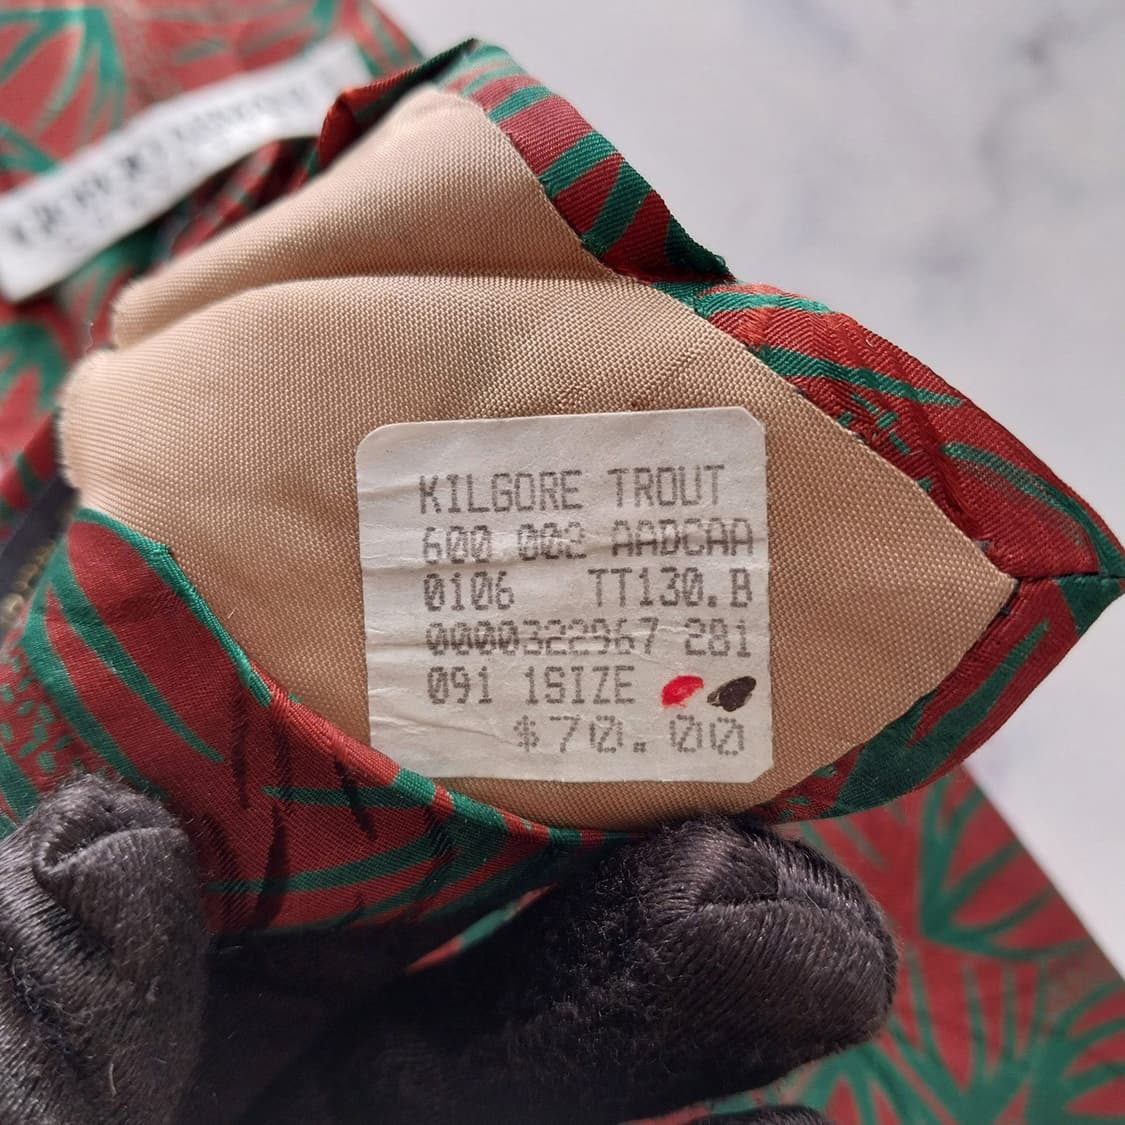 KILGORE TROUT
600 002 AADCAA
0106 TT130.B
0000322967 281
091 1SIZE
$70.00